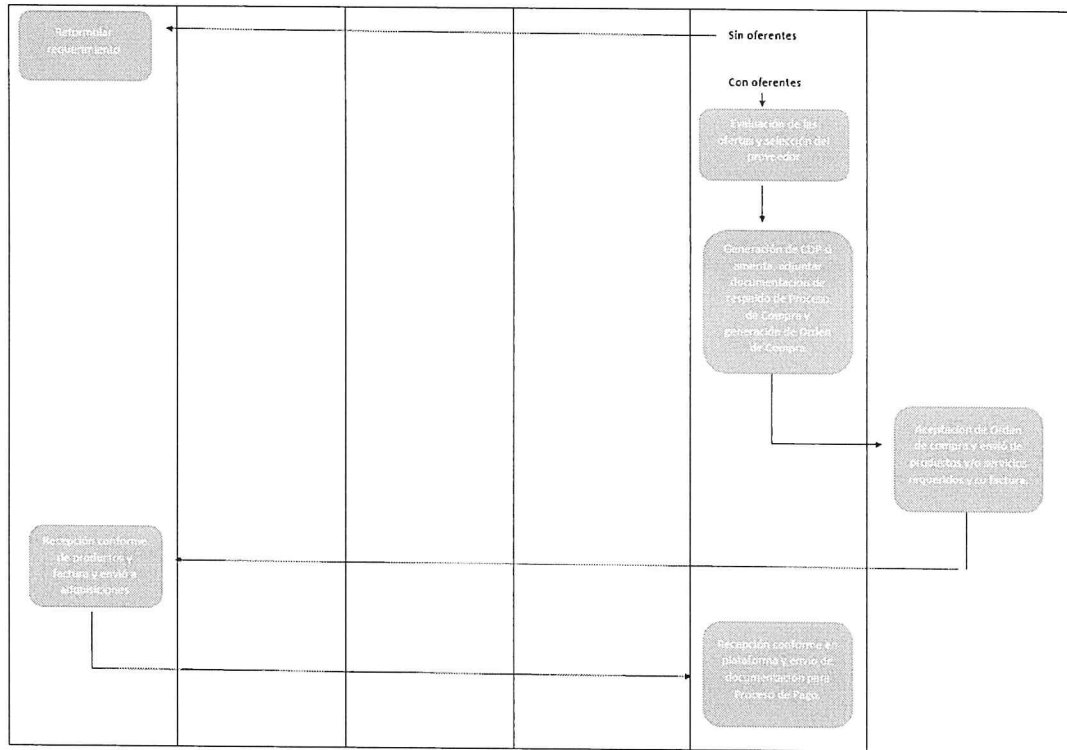 Reformular
requerimiento
Sin oferentes
Con oferentes
Evaluación de las
ofertas y selección del
proveedor
Generación de CDP si
amerita, adjuntar
documentación de
respaldo de Proceso
de Compra y
generación de Orden
de Compra.
Aceptación de Orden
de compra y envió de
productos y/o servicios
requeridos y su factura.
Recepción conforme
de productos y
factura y envió a
adquisiciones
Recepción conforme en
plataforma y envío de
documentación para
Proceso de Pago.